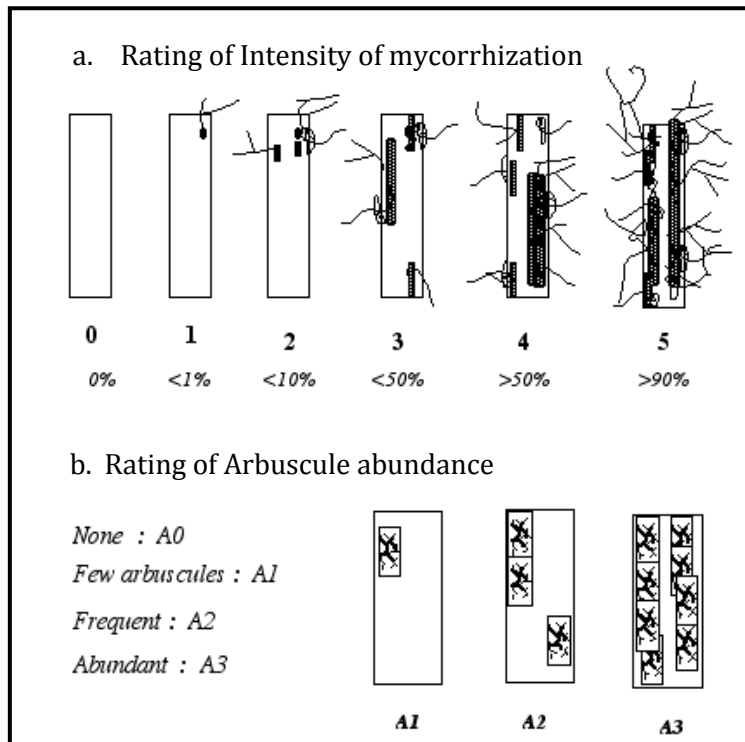 a. Rating of Intensity of mycorrhization
0 1 2 3 4 5
0% <1% <10% <50% >50% >90%
b. Rating of Arbuscule abundance
None : A0
Few arbuscules : A1
Frequent : A2
Abundant : A3
A1 A2 A3